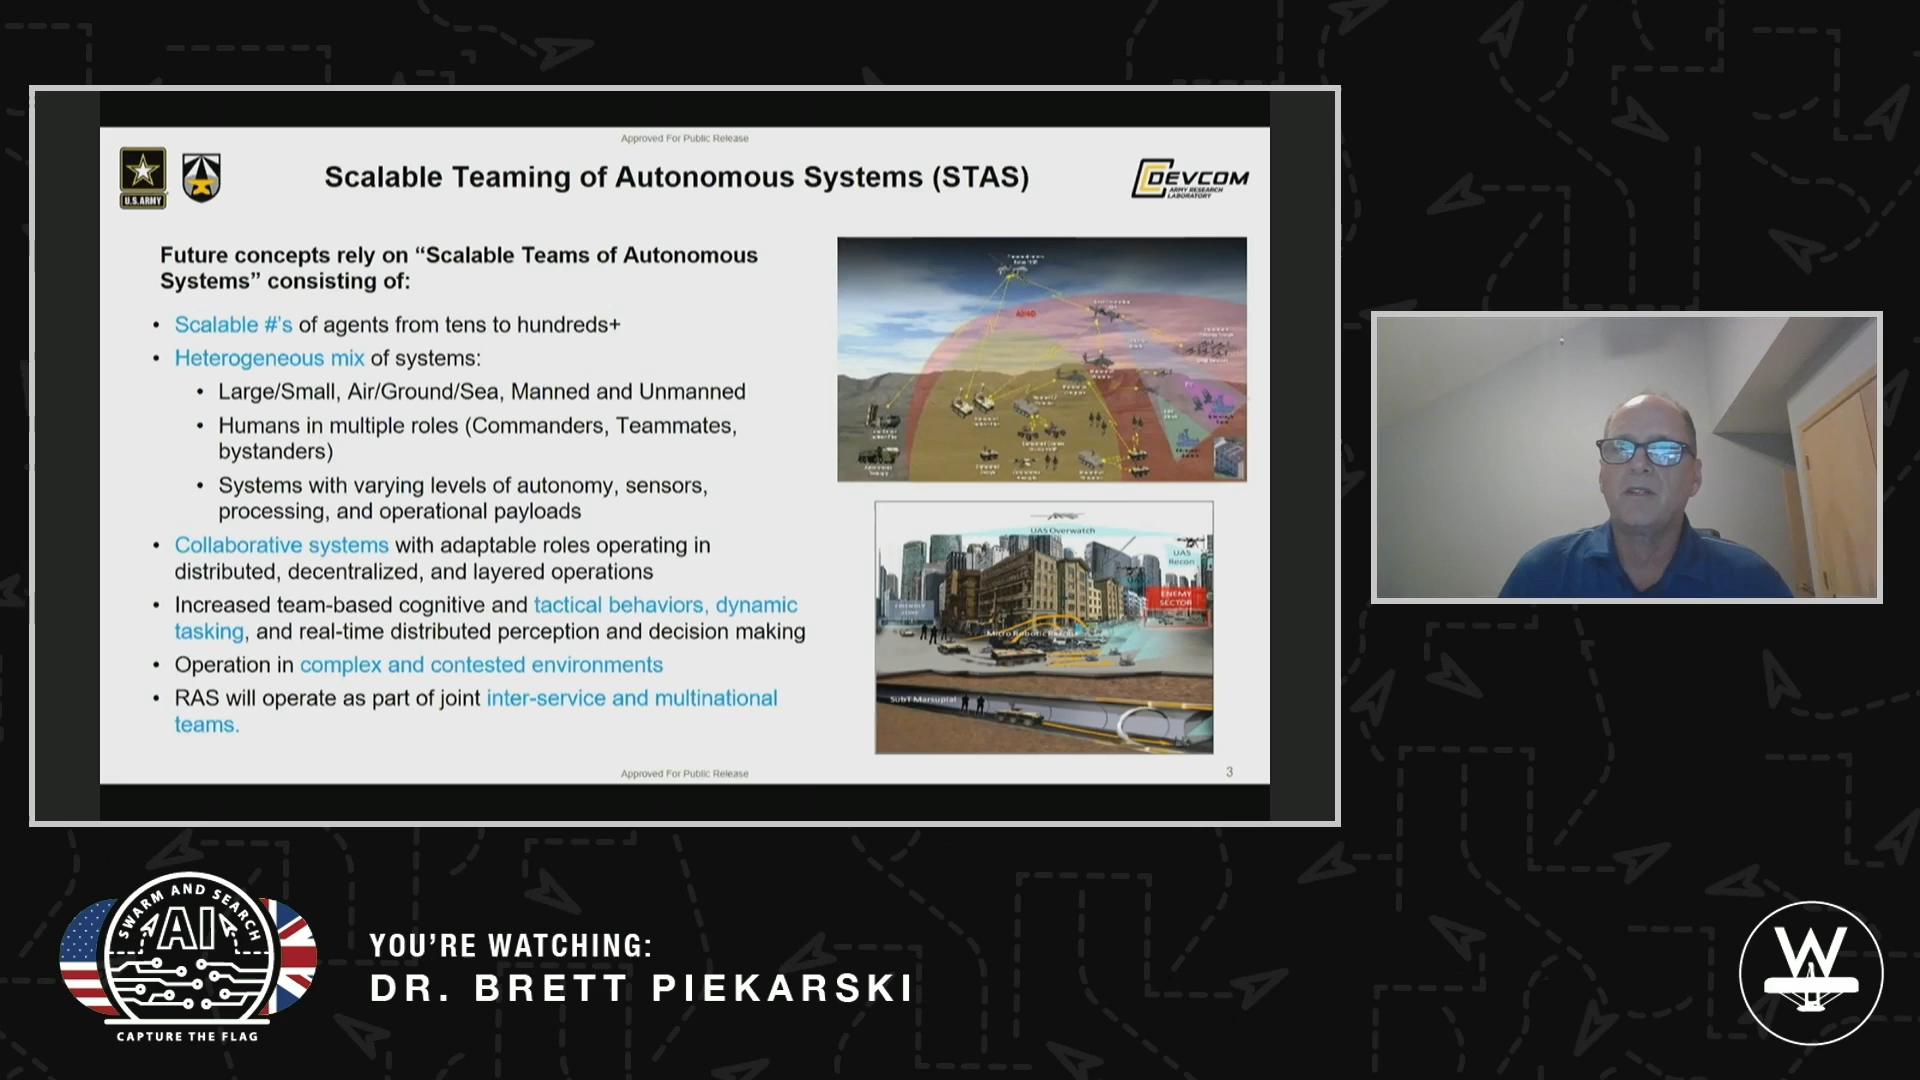 Approved For Public Release
U.S.ARMY
Scalable Teaming of Autonomous Systems (STAS)
DEVCOM
ARMY RESEARCH
LABORATORY
Future concepts rely on “Scalable Teams of Autonomous
Systems” consisting of:
• Scalable #’s of agents from tens to hundreds+
• Heterogeneous mix of systems:
• Large/Small, Air/Ground/Sea, Manned and Unmanned
• Humans in multiple roles (Commanders, Teammates,
bystanders)
• Systems with varying levels of autonomy, sensors,
processing, and operational payloads
• Collaborative systems with adaptable roles operating in
distributed, decentralized, and layered operations
• Increased team-based cognitive and tactical behaviors, dynamic
tasking, and real-time distributed perception and decision making
• Operation in complex and contested environments
• RAS will operate as part of joint inter-service and multinational
teams.
A2/AD
UAS Overwatch
UAS
Recon
ENEMY
SECTOR
SubT Marsupial
Approved For Public Release
3
SWARM AND SEARCH
AI
CAPTURE THE FLAG
YOU’RE WATCHING:
DR. BRETT PIEKARSKI
W